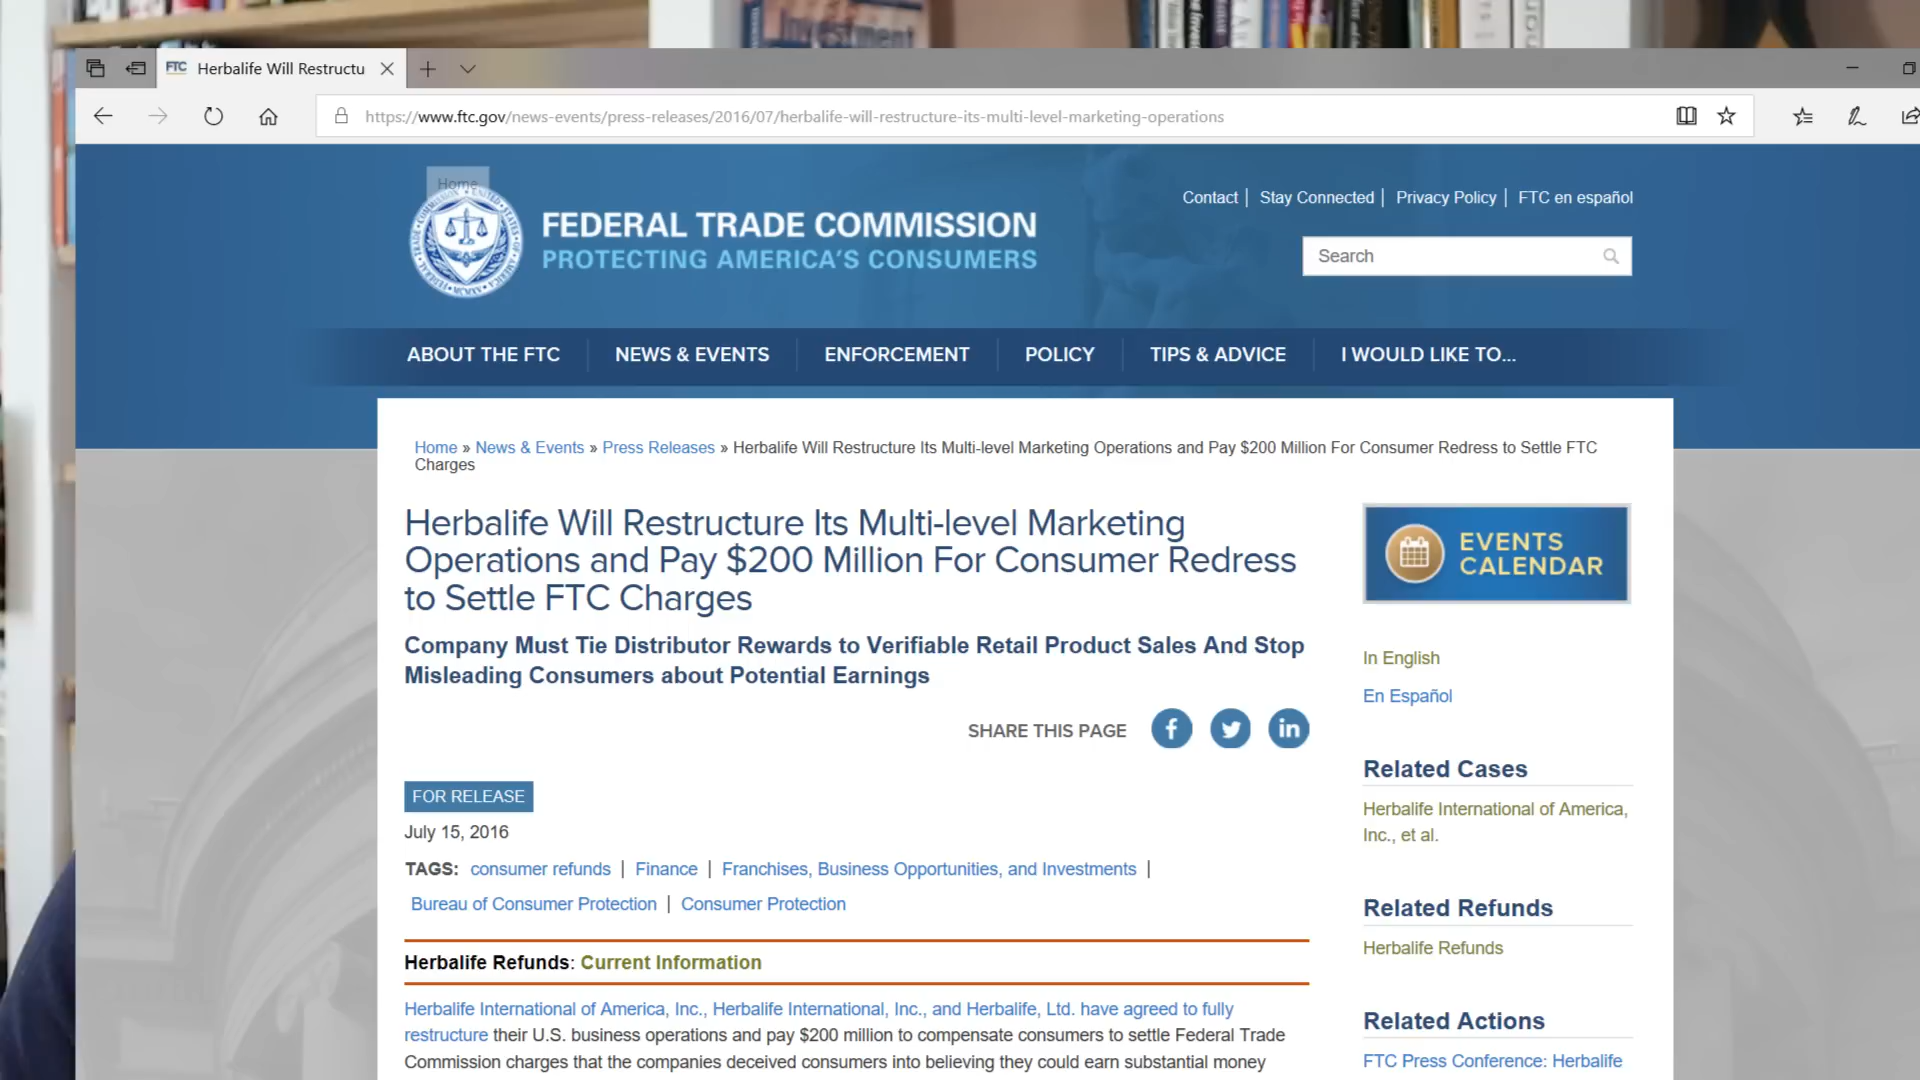 Investment
FTC Herbalife Will Restructu
https://www.ftc.gov/news-events/press-releases/2016/07/herbalife-will-restructure-its-multi-level-marketing-operations
Home
FEDERAL TRADE COMMISSION
PROTECTING AMERICA'S CONSUMERS
Contact | Stay Connected | Privacy Policy | FTC en español
Search
ABOUT THE FTC NEWS & EVENTS ENFORCEMENT POLICY TIPS & ADVICE I WOULD LIKE TO...
Home » News & Events » Press Releases » Herbalife Will Restructure Its Multi-level Marketing Operations and Pay $200 Million For Consumer Redress to Settle FTC
Charges
Herbalife Will Restructure Its Multi-level Marketing
Operations and Pay $200 Million For Consumer Redress
to Settle FTC Charges
Company Must Tie Distributor Rewards to Verifiable Retail Product Sales And Stop
Misleading Consumers about Potential Earnings
SHARE THIS PAGE
FOR RELEASE
July 15, 2016
TAGS: consumer refunds | Finance | Franchises, Business Opportunities, and Investments |
Bureau of Consumer Protection | Consumer Protection
Herbalife Refunds: Current Information
Herbalife International of America, Inc., Herbalife International, Inc., and Herbalife, Ltd. have agreed to fully
restructure their U.S. business operations and pay $200 million to compensate consumers to settle Federal Trade
Commission charges that the companies deceived consumers into believing they could earn substantial money
EVENTS
CALENDAR
In English
En Español
Related Cases
Herbalife International of America,
Inc., et al.
Related Refunds
Herbalife Refunds
Related Actions
FTC Press Conference: Herbalife